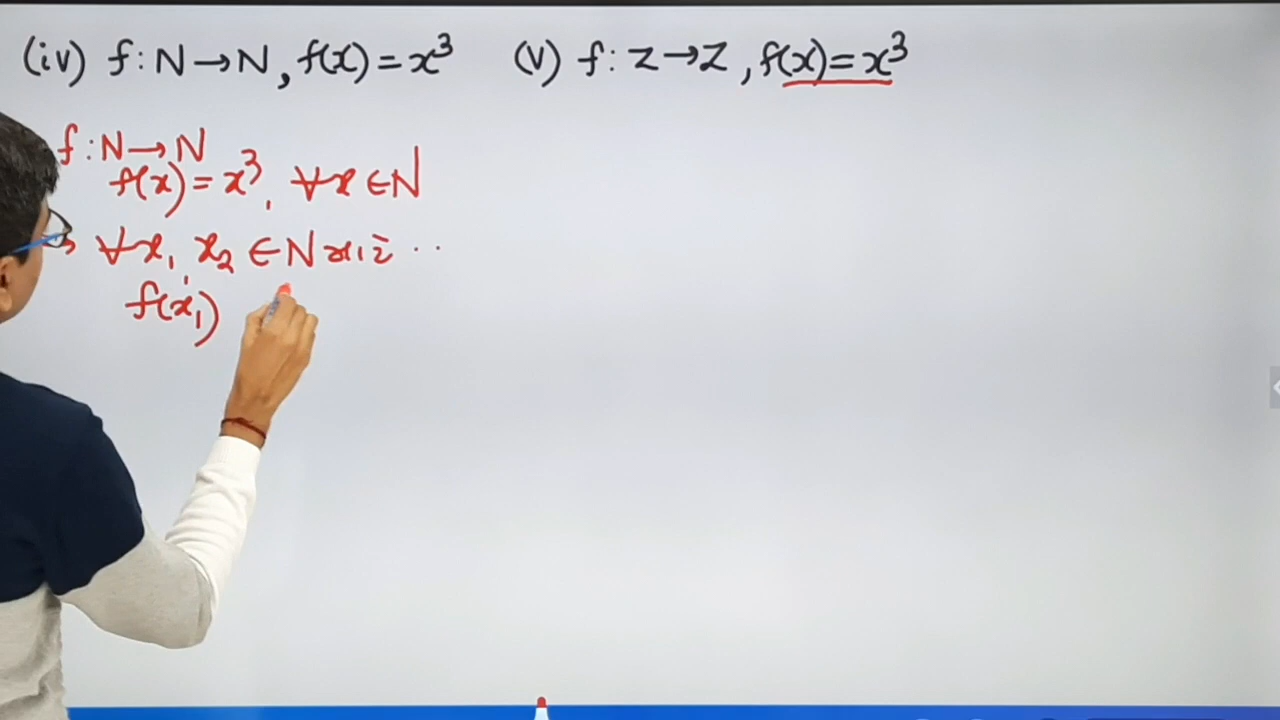 (iv) f : N → N, f(x) = x³ (v) f : Z → Z, f(x) = x³
f : N → N
f(x) = x³, ∀x ∈ N
∀x₁, x₂ ∈ N ..
f(x₁)